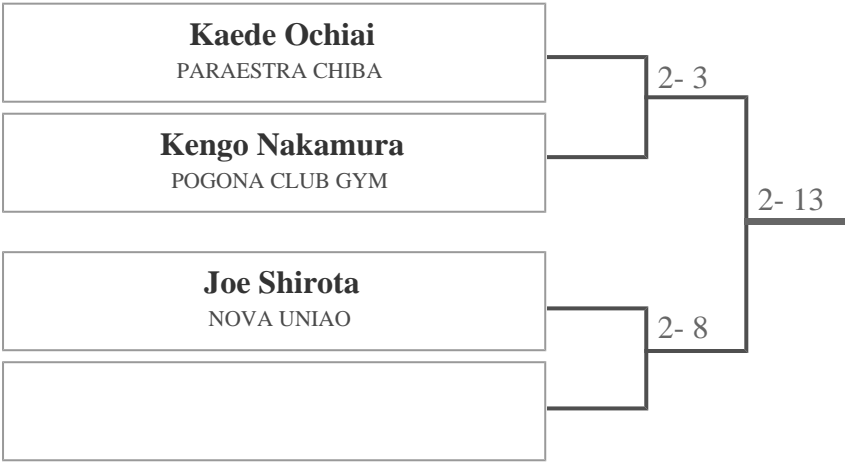 Kaede Ochiai
PARAESTRA CHIBA
2- 3
Kengo Nakamura
POGONA CLUB GYM
2- 13
Joe Shirota
NOVA UNIAO
2- 8